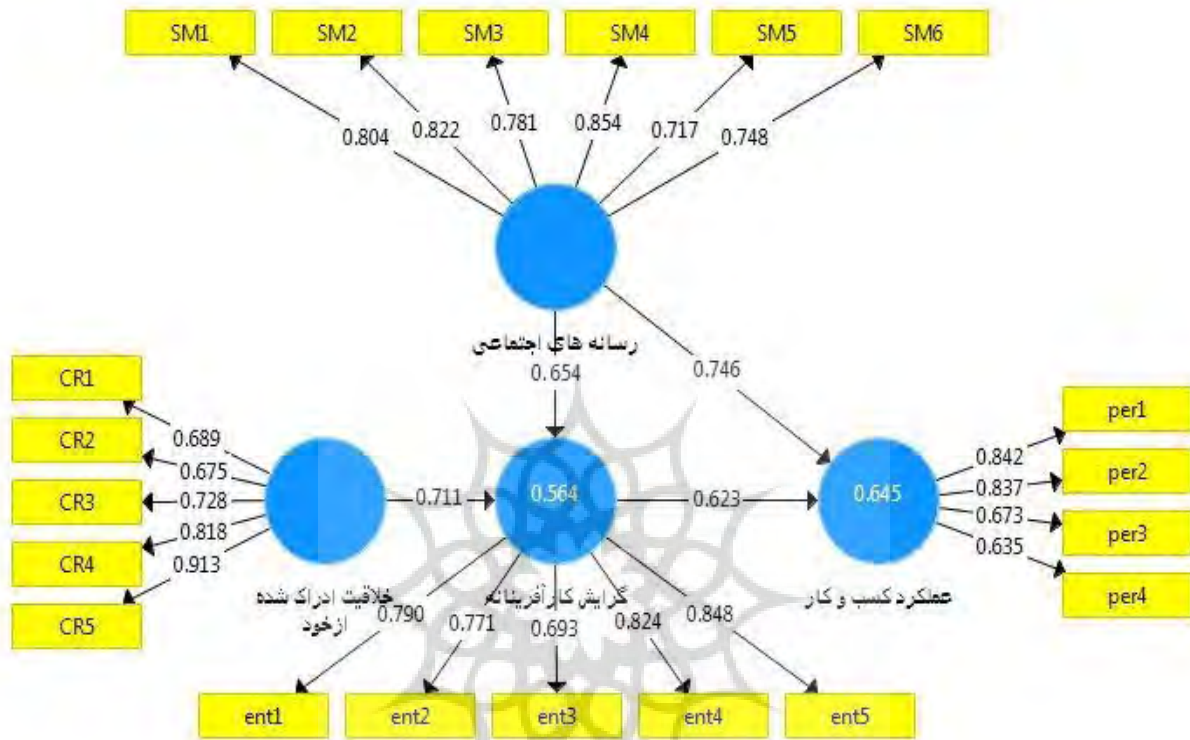 SM1 SM2 SM3 SM4 SM5 SM6
0.804 0.822 0.781 0.854 0.717 0.748
رسانه های اجتماعی
0.654
0.746
CR1
CR2
CR3
CR4
CR5
0.689
0.675
0.728
0.818
0.913
0.711
0.564
0.623
0.645
0.842
0.837
0.673
0.635
per1
per2
per3
per4
خلاقیت ادراک شده
ازخود
گرایش کارآفرینانه
عملکرد کسب و کار
0.790 0.771 0.693 0.824 0.848
ent1 ent2 ent3 ent4 ent5